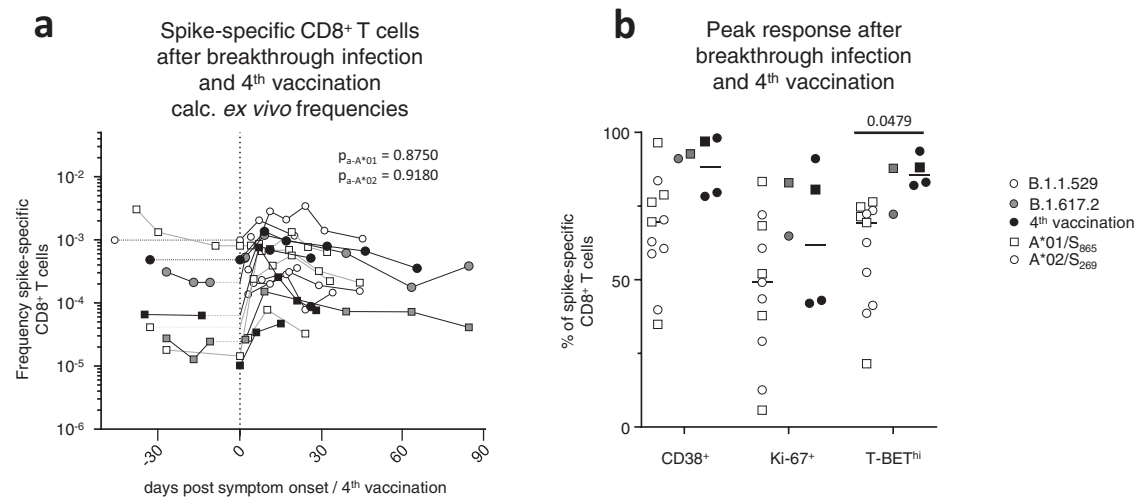 a
Spike-specific CD8⁺ T cells
after breakthrough infection
and 4ᵗʰ vaccination
calc. ex vivo frequencies
pₐ₋A*01 = 0.8750
pₐ₋A*02 = 0.9180
10⁻²
10⁻³
10⁻⁴
10⁻⁵
10⁻⁶
Frequency spike-specific
CD8⁺ T cells
-30
0
30
60
90
days post symptom onset / 4ᵗʰ vaccination
b
Peak response after
breakthrough infection
and 4ᵗʰ vaccination
0.0479
100
50
0
% of spike-specific
CD8⁺ T cells
CD38⁺
Ki-67⁺
T-BETʰⁱ
B.1.1.529
B.1.617.2
4ᵗʰ vaccination
A*01/S₈₆₅
A*02/S₂₆₉